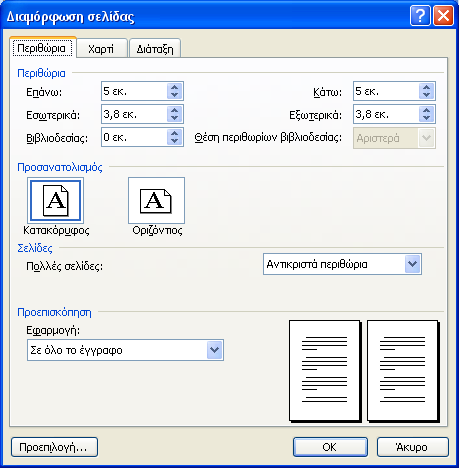 Διαμόρφωση σελίδας
Περιθώρια Χαρτί Διάταξη
Περιθώρια
Επάνω: 5 εκ. Κάτω: 5 εκ.
Εσωτερικά: 3,8 εκ. Εξωτερικά: 3,8 εκ.
Βιβλιοδεσίας: 0 εκ. Θέση περιθωρίων βιβλιοδεσίας: Αριστερά
Προσανατολισμός
A A
Κατακόρυφος Οριζόντιος
Σελίδες
Πολλές σελίδες: Αντικριστά περιθώρια
Προεπισκόπηση
Εφαρμογή:
Σε όλο το έγγραφο
Προεπιλογή... OK Άκυρο